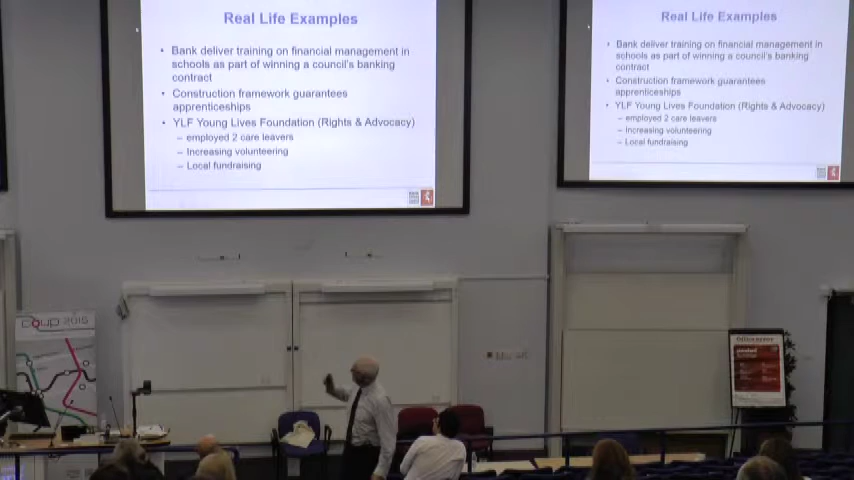 Real Life Examples
• Bank deliver training on financial management in
schools as part of winning a council's banking
contract
• Construction framework guarantees
apprenticeships
• YLF Young Lives Foundation (Rights & Advocacy)
– employed 2 care leavers
– Increasing volunteering
– Local fundraising
Real Life Examples
• Bank deliver training on financial management in
schools as part of winning a council's banking
contract
• Construction framework guarantees
apprenticeships
• YLF Young Lives Foundation (Rights & Advocacy)
– employed 2 care leavers
– Increasing volunteering
– Local fundraising
2015